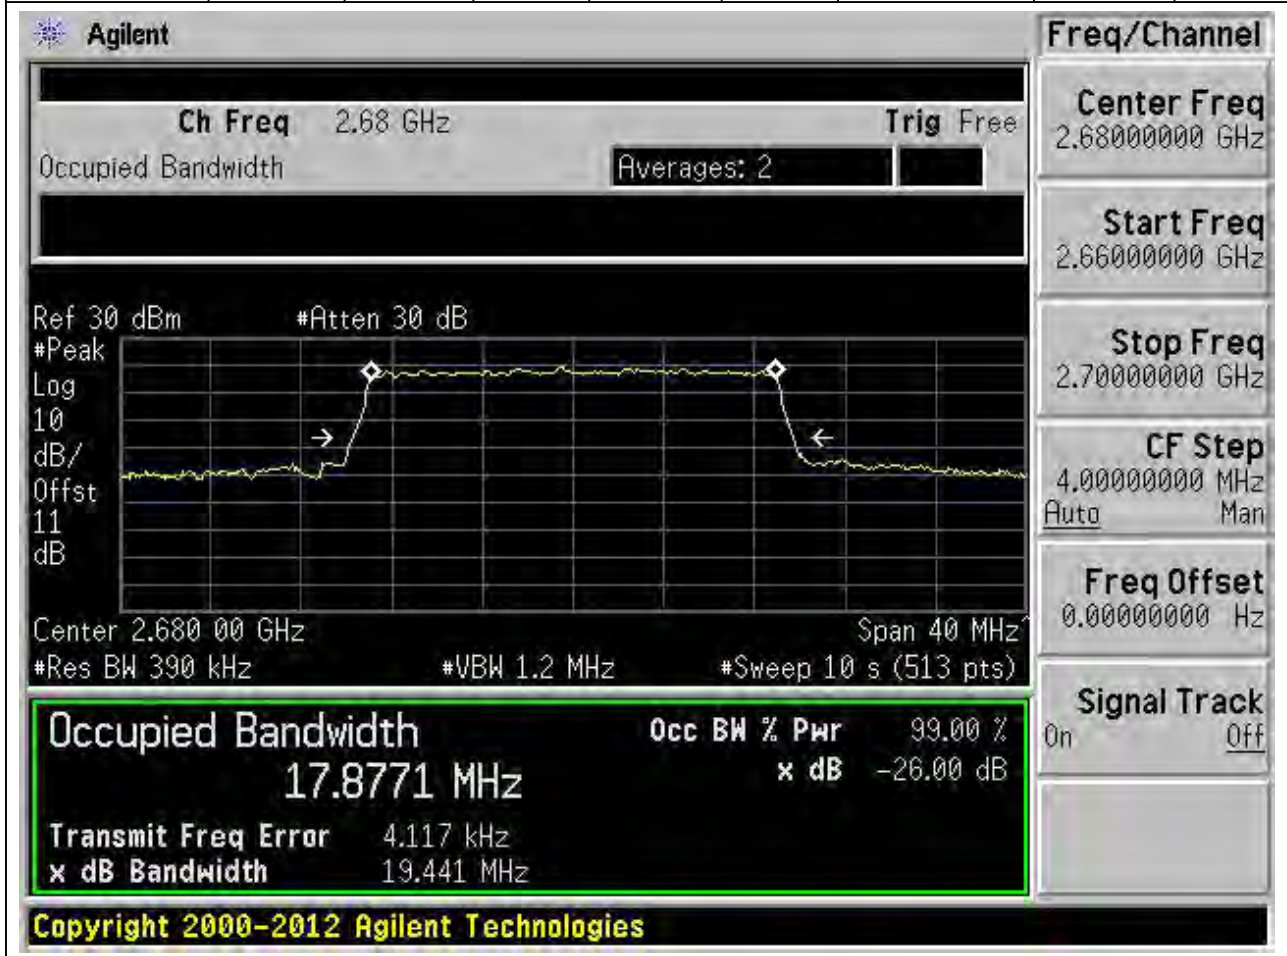 Agilent
Freq/Channel
Ch Freq 2.68 GHz Trig Free
Occupied Bandwidth Averages: 2
Center Freq
2.68000000 GHz
Start Freq
2.66000000 GHz
Stop Freq
2.70000000 GHz
CF Step
4.00000000 MHz
Auto Man
Freq Offset
0.00000000 Hz
Signal Track
On Off
Ref 30 dBm #Atten 30 dB
#Peak
Log
10
dB/
Offst
11
dB
Center 2.680 00 GHz Span 40 MHz^
#Res BW 390 kHz #VBW 1.2 MHz #Sweep 10 s (513 pts)
Occupied Bandwidth Occ BW % Pwr 99.00 %
17.8771 MHz x dB -26.00 dB
Transmit Freq Error 4.117 kHz
x dB Bandwidth 19.441 MHz
Copyright 2000-2012 Agilent Technologies